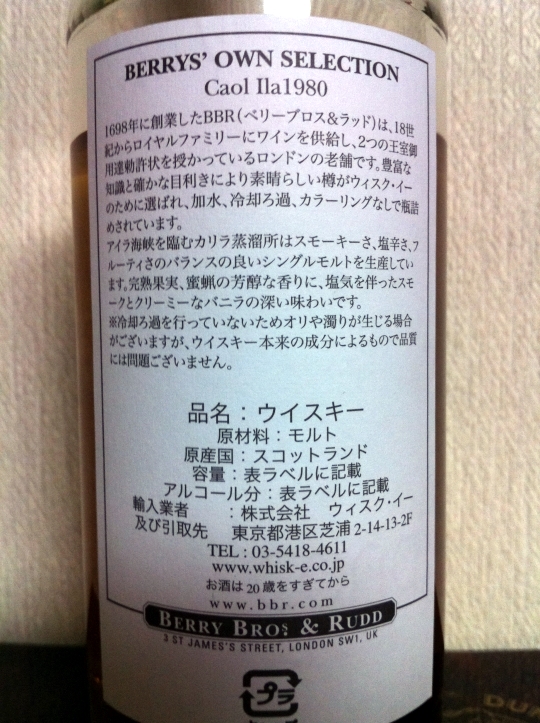 BERRYS' OWN SELECTION
Caol Ila1980
1698年に創業したBBR（ベリーブロス&ラッド）は、18世
紀からロイヤルファミリーにワインを供給し、2つの王室御
用達勅許状を授かっているロンドンの老舗です。豊富な
知識と確かな目利きにより素晴らしい樽がウィスク・イー
のために選ばれ、加水、冷却ろ過、カラーリングなしで瓶詰
めされています。
アイラ海峡を臨むカリラ蒸溜所はスモーキーさ、塩辛さ、フ
ルーティさのバランスの良いシングルモルトを生産してい
ます。完熟果実、蜜蝋の芳醇な香りに、塩気を伴ったスモ
ークとクリーミーなバニラの深い味わいです。
※冷却ろ過を行っていないためオリや濁りが生じる場合
がございますが、ウイスキー本来の成分によるもので品質
には問題ございません。
品名：ウイスキー
原材料：モルト
原産国：スコットランド
容量：表ラベルに記載
アルコール分：表ラベルに記載
輸入業者　：株式会社　ウィスク・イー
及び引取先　東京都港区芝浦2-14-13-2F
TEL : 03-5418-4611
www.whisk-e.co.jp
お酒は20歳をすぎてから
www.bbr.com
BERRY BROS & RUDD
3 ST JAMES'S STREET, LONDON SW1, UK
プラ